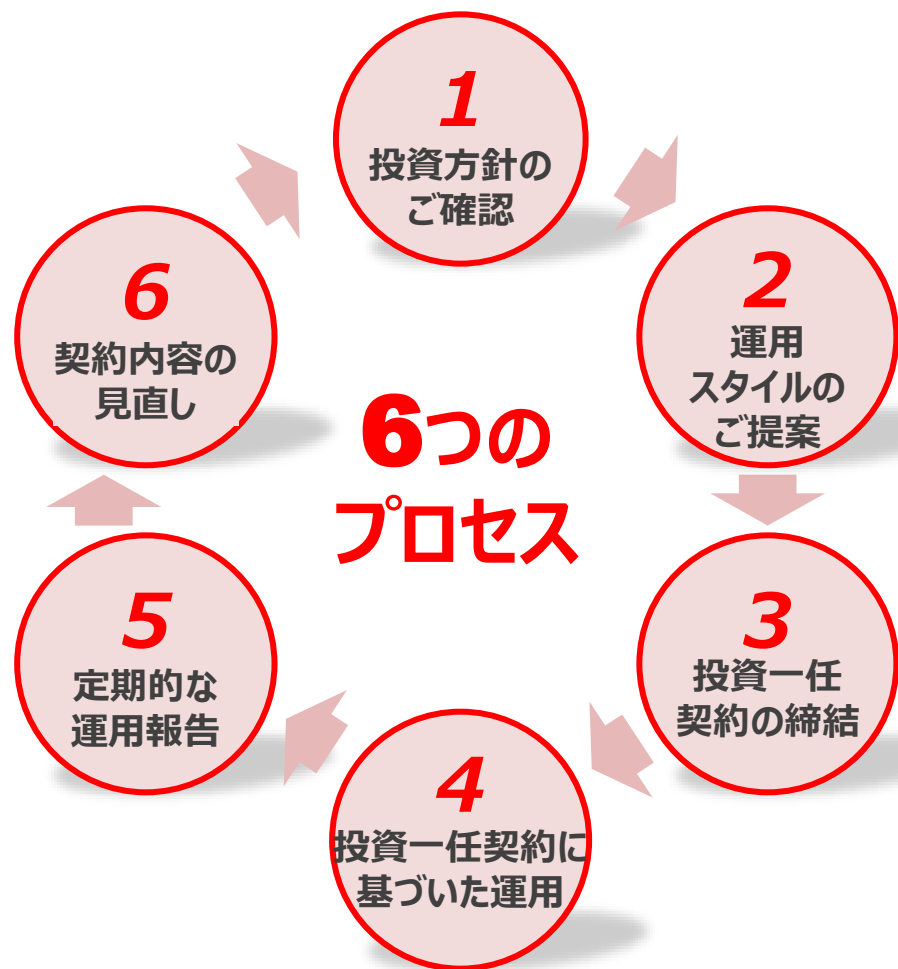 1
投資方針の
ご確認
2
運用
スタイルの
ご提案
3
投資一任
契約の締結
4
投資一任契約に
基づいた運用
5
定期的な
運用報告
6
契約内容の
見直し
6つの
プロセス